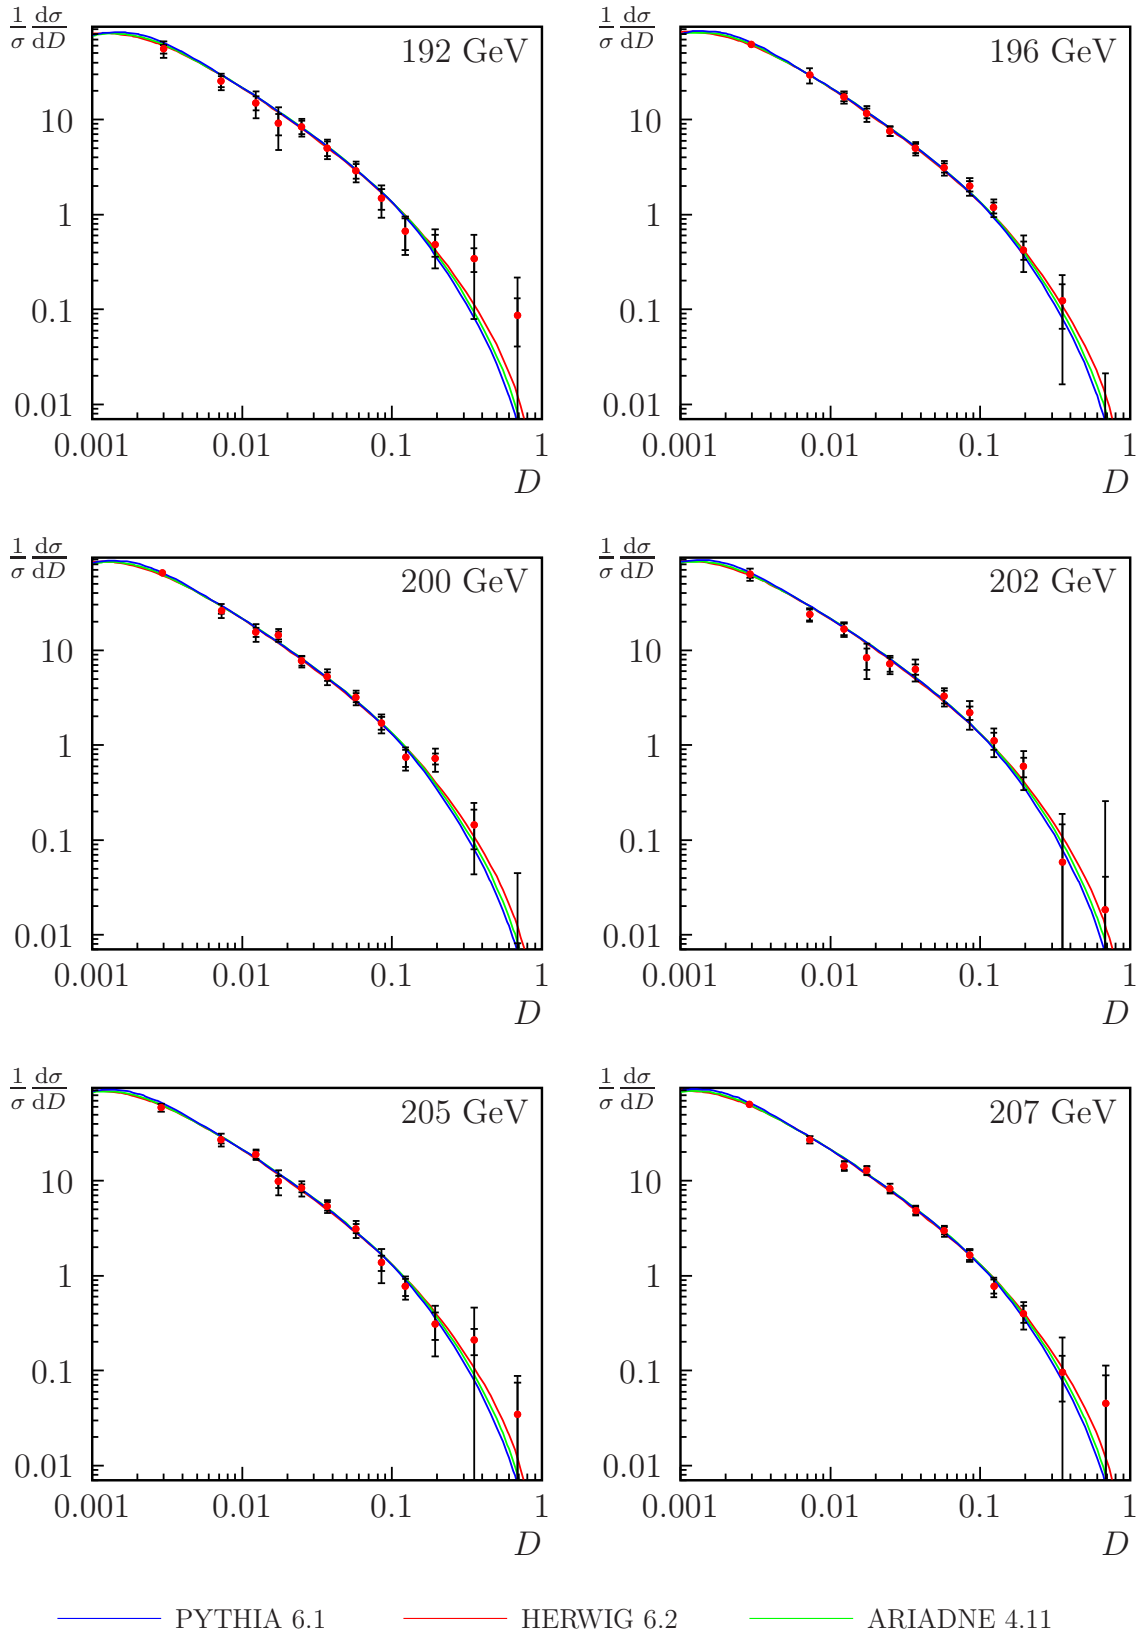 1/σ dσ/dD
192 GeV
10
1
0.1
0.01
0.001 0.01 0.1 1
D
1/σ dσ/dD
196 GeV
10
1
0.1
0.01
0.001 0.01 0.1 1
D
1/σ dσ/dD
200 GeV
10
1
0.1
0.01
0.001 0.01 0.1 1
D
1/σ dσ/dD
202 GeV
10
1
0.1
0.01
0.001 0.01 0.1 1
D
1/σ dσ/dD
205 GeV
10
1
0.1
0.01
0.001 0.01 0.1 1
D
1/σ dσ/dD
207 GeV
10
1
0.1
0.01
0.001 0.01 0.1 1
D
PYTHIA 6.1 HERWIG 6.2 ARIADNE 4.11